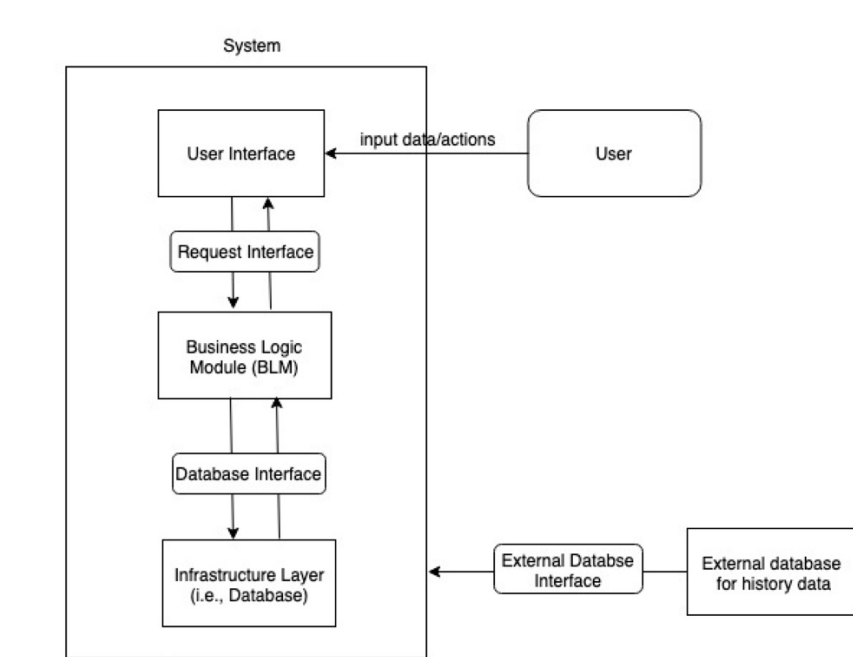 System
User Interface
input data/actions
User
Request Interface
Business Logic
Module (BLM)
Database Interface
Infrastructure Layer
(i.e., Database)
External Databse
Interface
External database
for history data